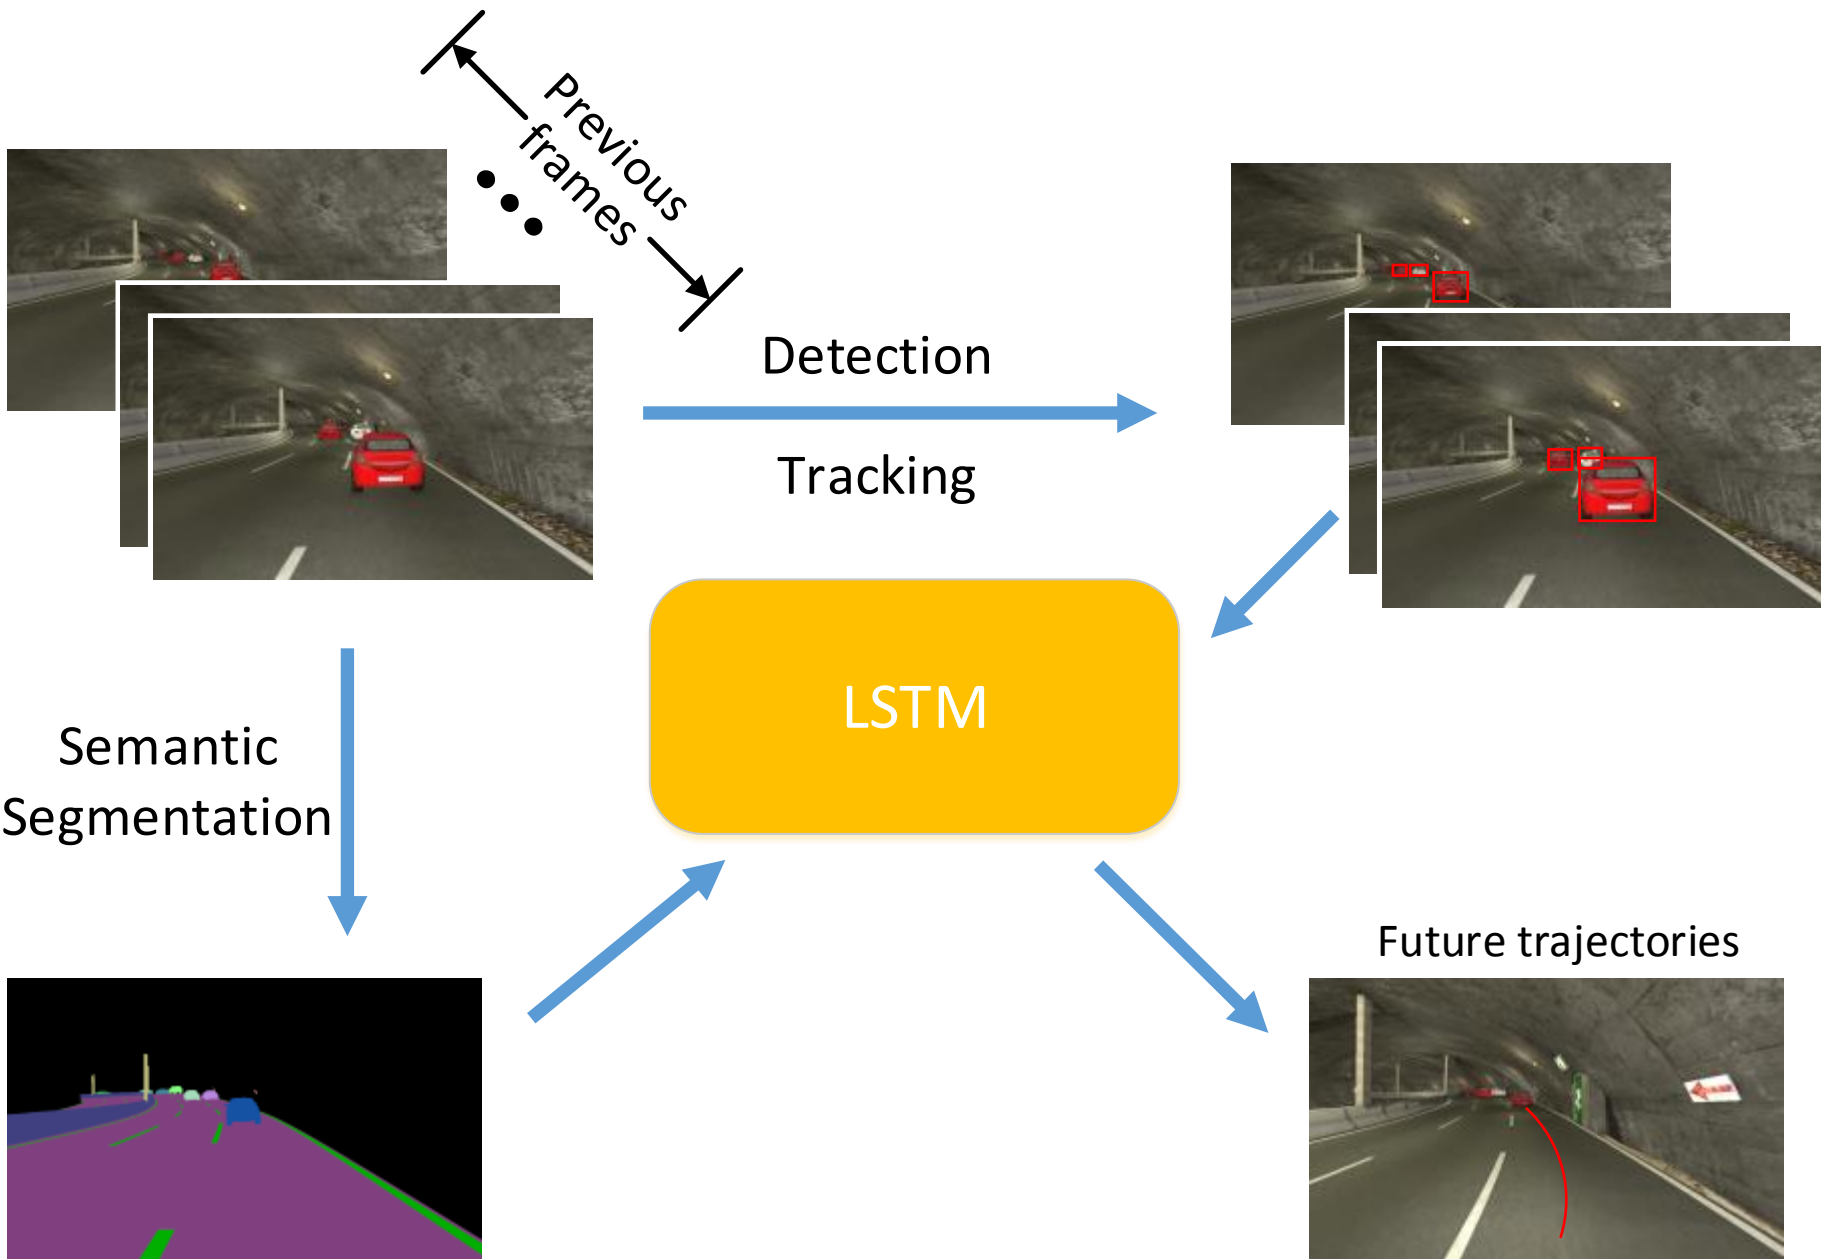 Previous
frames
Detection
Tracking
LSTM
Semantic
Segmentation
Future trajectories